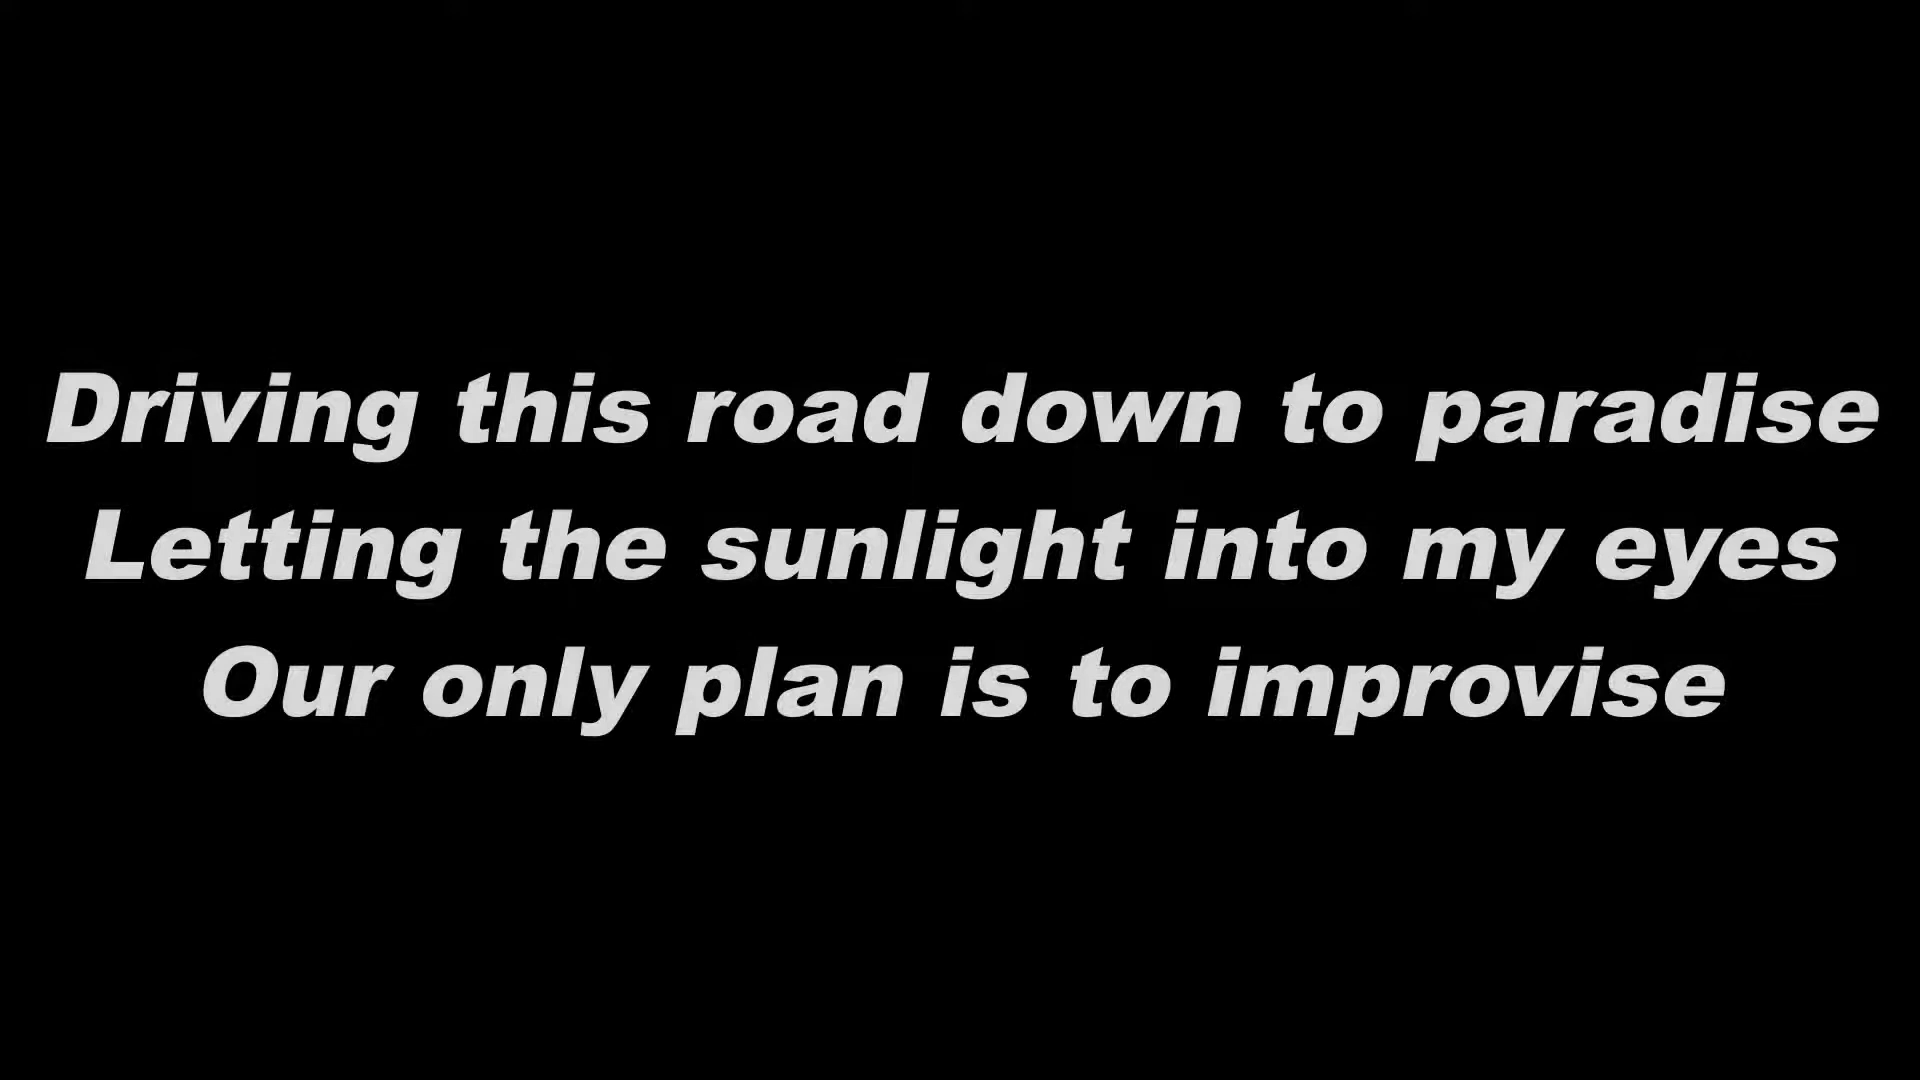 Driving this road down to paradise
Letting the sunlight into my eyes
Our only plan is to improvise